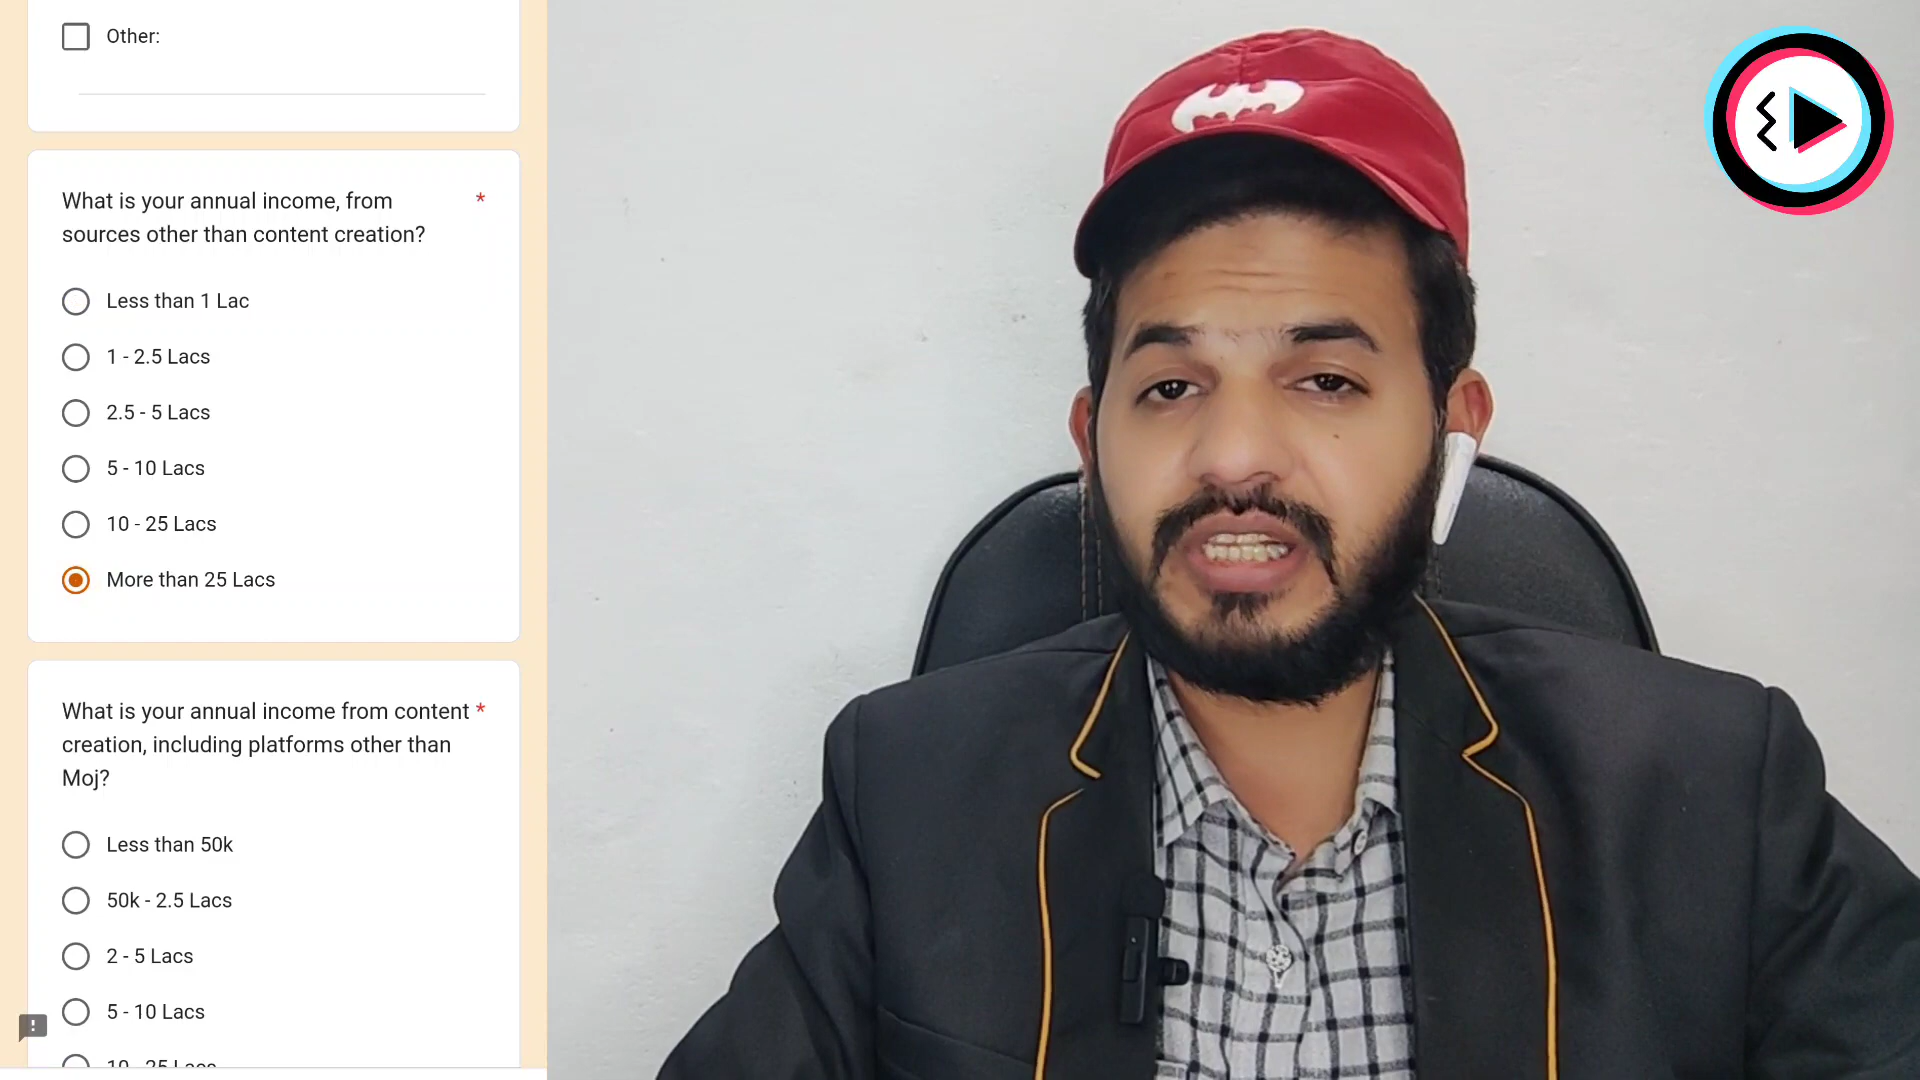 Other:
What is your annual income, from *
sources other than content creation?
Less than 1 Lac
1 - 2.5 Lacs
2.5 - 5 Lacs
5 - 10 Lacs
10 - 25 Lacs
More than 25 Lacs
What is your annual income from content *
creation, including platforms other than
Moj?
Less than 50k
50k - 2.5 Lacs
2 - 5 Lacs
5 - 10 Lacs
10 - 25 Lacs